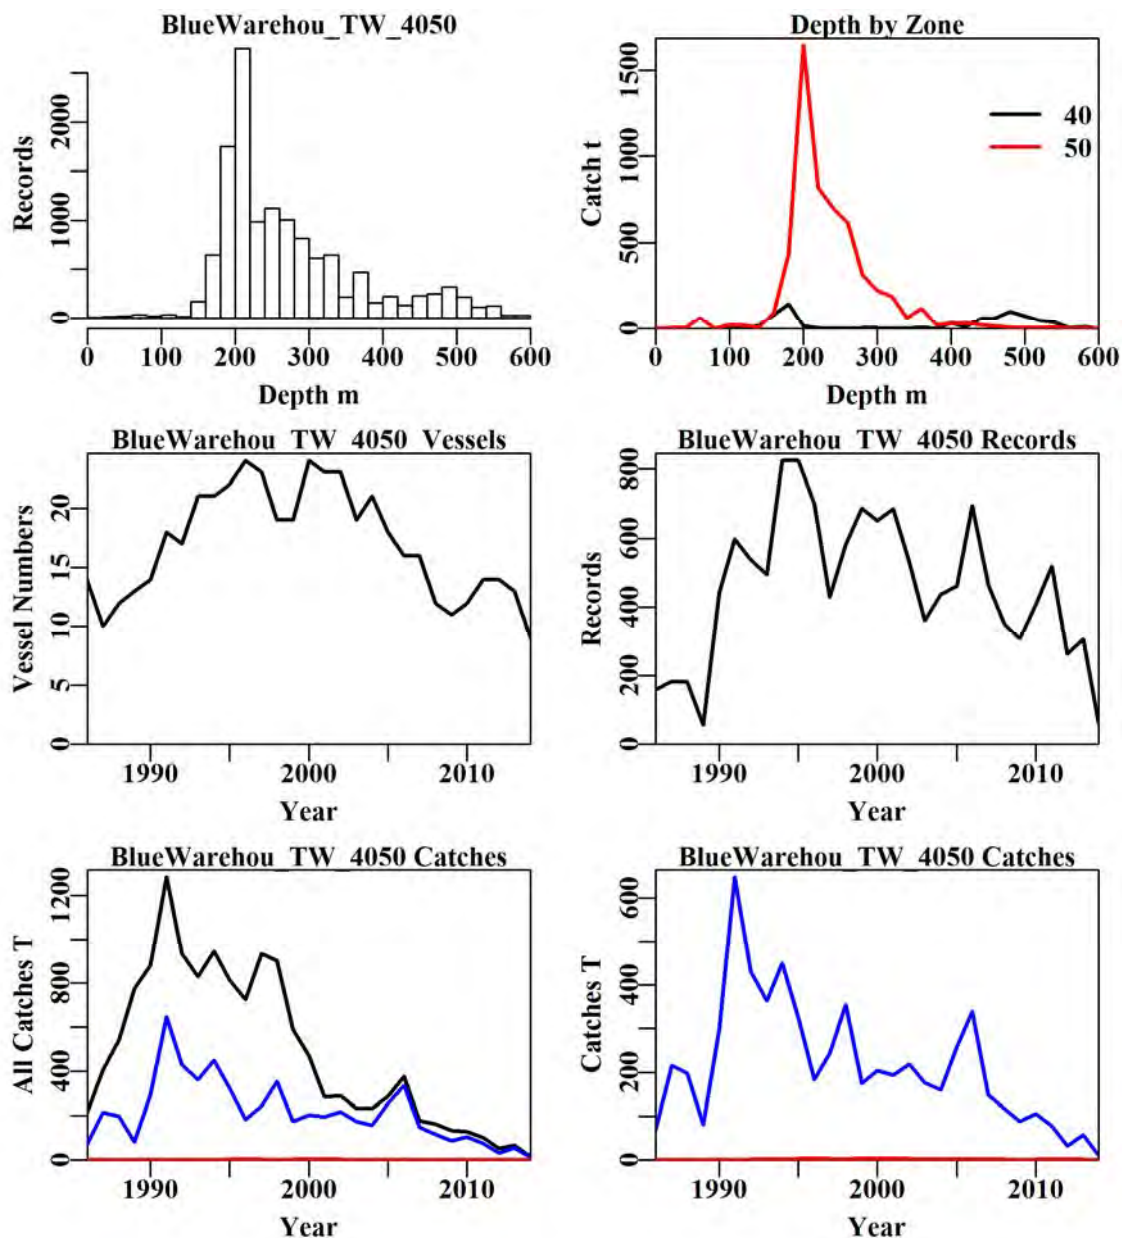 BlueWarehou_TW_4050
Records
0 1000 2000
0 100 200 300 400 500 600
Depth m
Depth by Zone
Catch t
0 500 1000 1500
40
50
0 100 200 300 400 500 600
Depth m
BlueWarehou_TW_4050_Vessels
Vessel Numbers
0 5 10 15 20
1990 2000 2010
Year
BlueWarehou_TW_4050 Records
Records
0 200 400 600 800
1990 2000 2010
Year
BlueWarehou_TW_4050 Catches
All Catches T
0 400 800 1200
1990 2000 2010
Year
BlueWarehou_TW_4050 Catches
Catches T
0 200 400 600
1990 2000 2010
Year